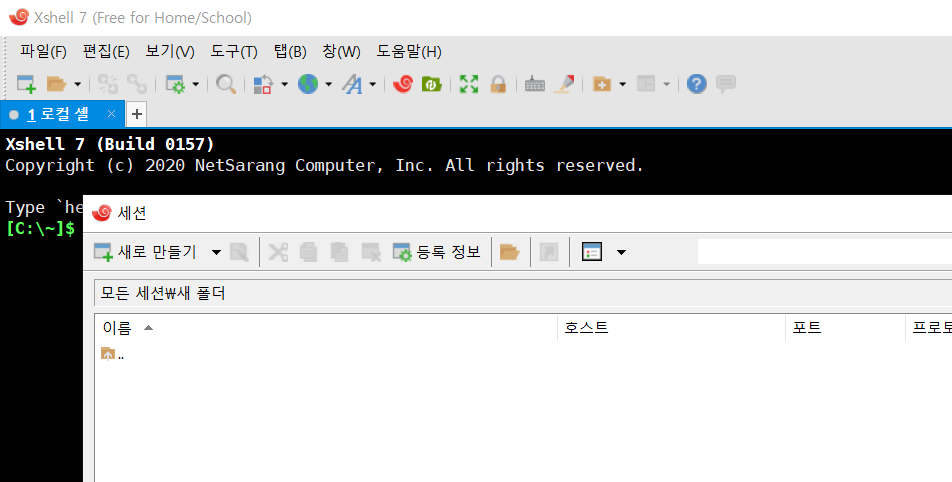 Xshell 7 (Free for Home/School)
파일(F) 편집(E) 보기(V) 도구(T) 탭(B) 창(W) 도움말(H)
1 로컬 셸 × +
Xshell 7 (Build 0157)
Copyright (c) 2020 NetSarang Computer, Inc. All rights reserved.
Type `he
[C:\~]$
세션
새로 만들기 등록 정보
모든 세션₩새 폴더
이름 호스트 포트 프로토
..